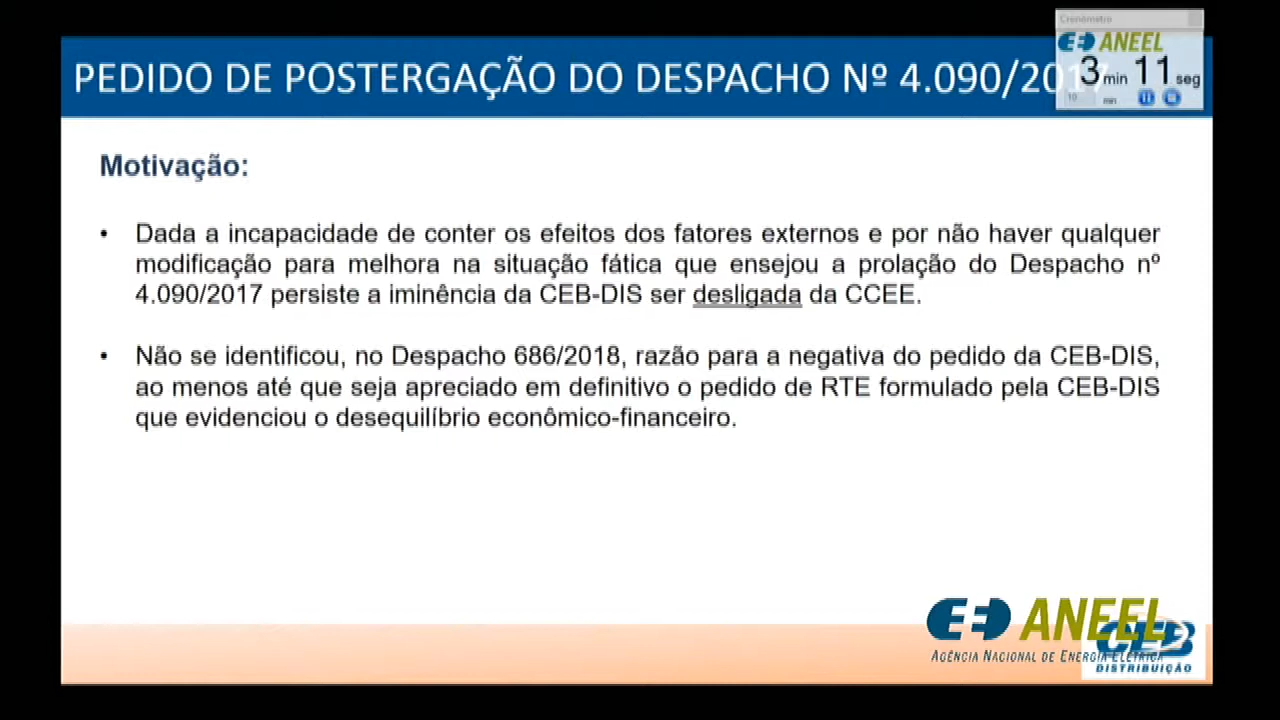 Cronômetro
ANEEL
3 min 11 seg
10 min
PEDIDO DE POSTERGAÇÃO DO DESPACHO Nº 4.090/2017
Motivação:
• Dada a incapacidade de conter os efeitos dos fatores externos e por não haver qualquer
modificação para melhora na situação fática que ensejou a prolação do Despacho nº
4.090/2017 persiste a iminência da CEB-DIS ser desligada da CCEE.
• Não se identificou, no Despacho 686/2018, razão para a negativa do pedido da CEB-DIS,
ao menos até que seja apreciado em definitivo o pedido de RTE formulado pela CEB-DIS
que evidenciou o desequilíbrio econômico-financeiro.
ANEEL
AGÊNCIA NACIONAL DE ENERGIA ELÉTRICA
CEB
DISTRIBUIÇÃO